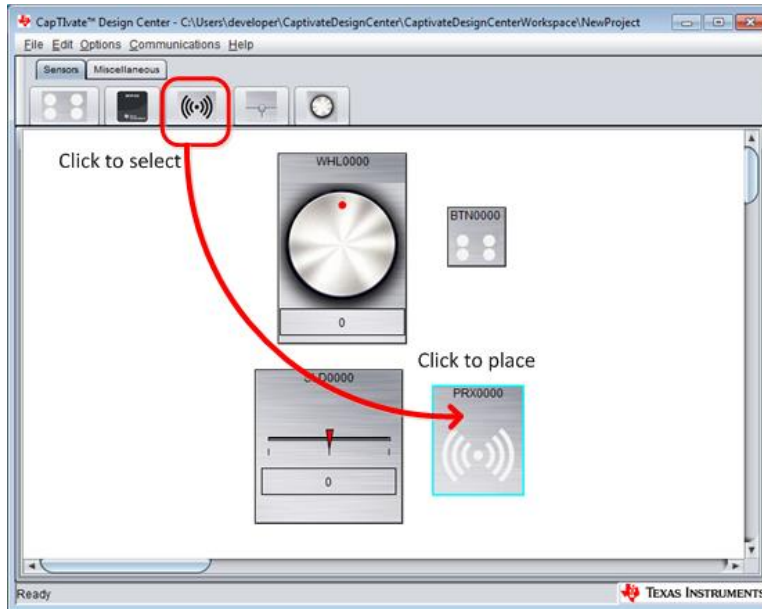 CapTIvate™ Design Center - C:\Users\developer\CaptivateDesignCenter\CaptivateDesignCenterWorkspace\NewProject
File Edit Options Communications Help
Sensors Miscellaneous
Click to select
WHL0000
BTN0000
0
Click to place
SLD0000
PRX0000
0
Ready
TEXAS INSTRUMENTS